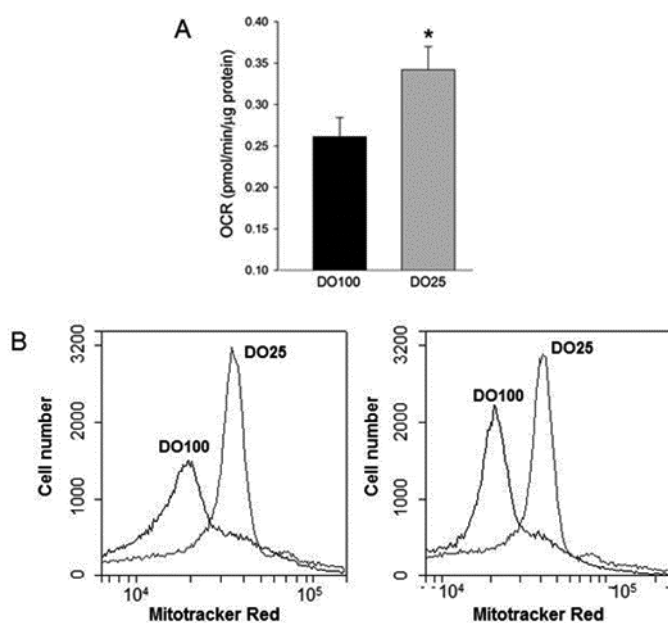 A
OCR (pmol/min/µg protein)
0.40
0.35
0.30
0.25
0.20
0.15
0.10
*
DO100
DO25
B
Cell number
3200
2000
1000
0
DO25
DO100
10⁴
10⁵
Mitotracker Red
Cell number
3200
2000
1000
0
DO25
DO100
10⁴
10⁵
Mitotracker Red